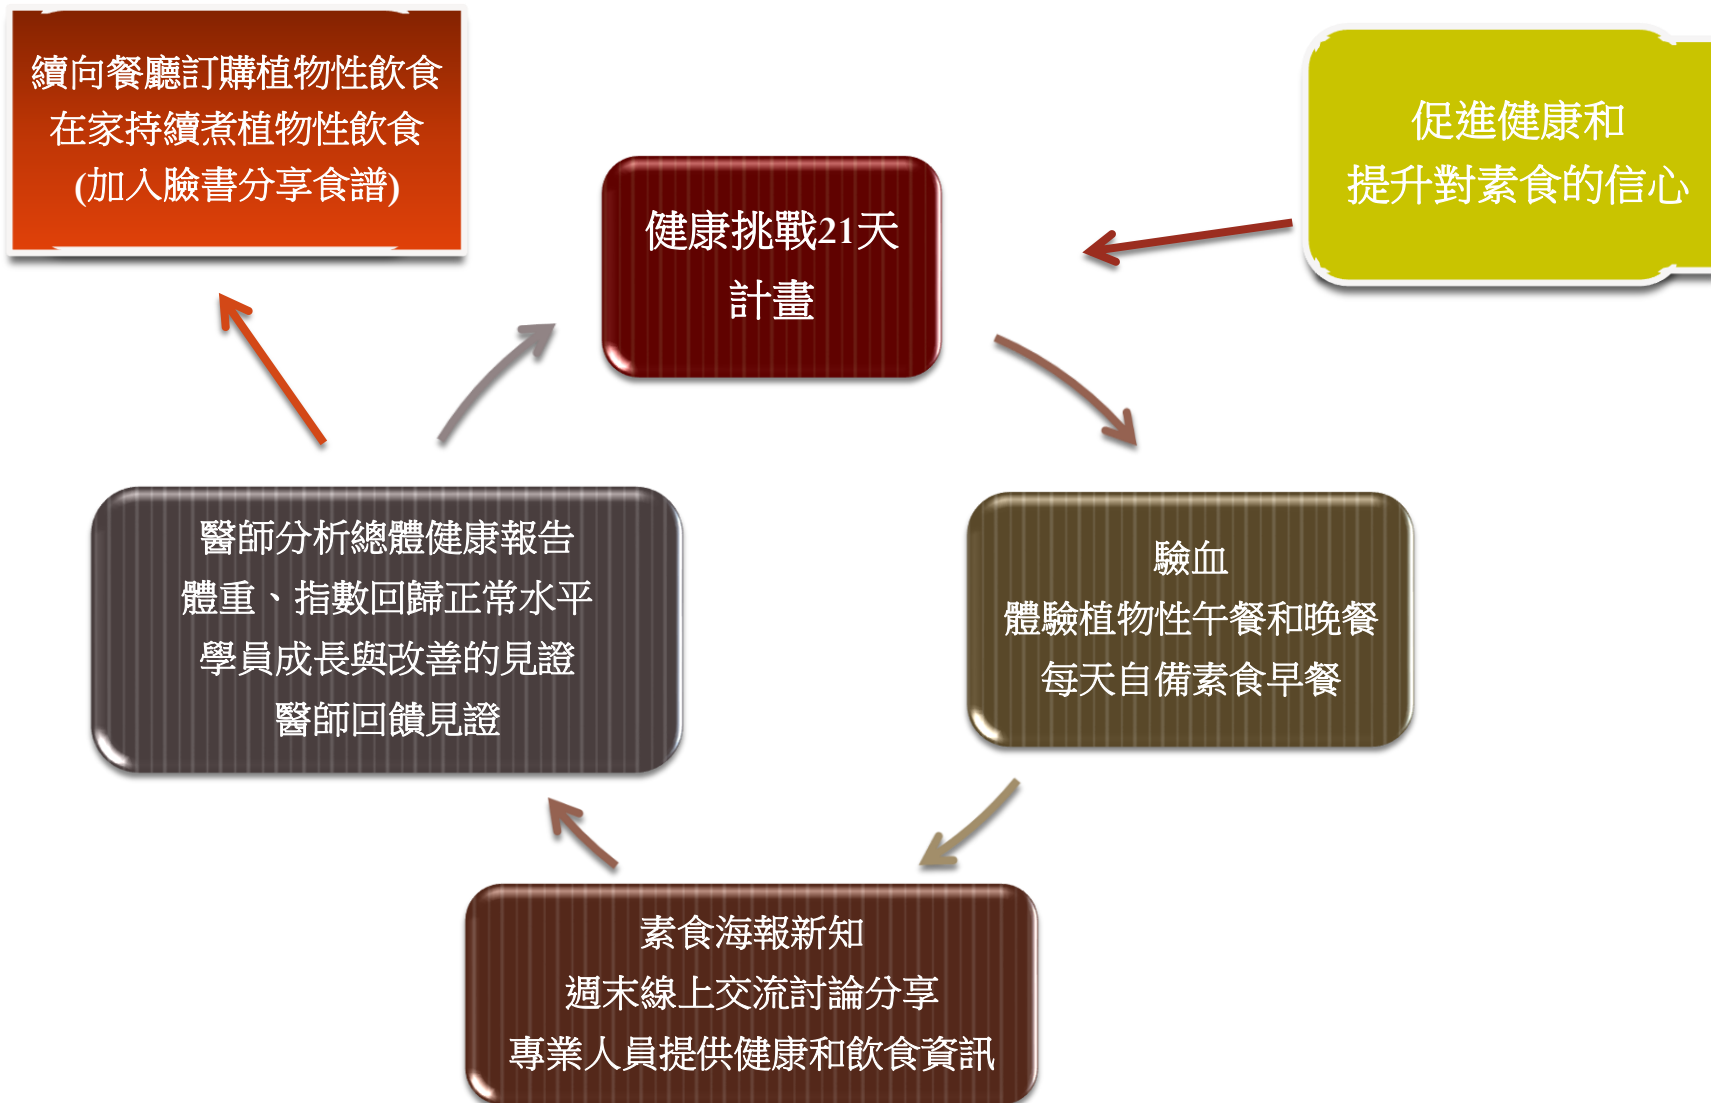 續向餐廳訂購植物性飲食
在家持續煮植物性飲食
(加入臉書分享食譜)
促進健康和
提升對素食的信心
健康挑戰21天
計畫
驗血
體驗植物性午餐和晚餐
每天自備素食早餐
素食海報新知
週末線上交流討論分享
專業人員提供健康和飲食資訊
醫師分析總體健康報告
體重、指數回歸正常水平
學員成長與改善的見證
醫師回饋見證